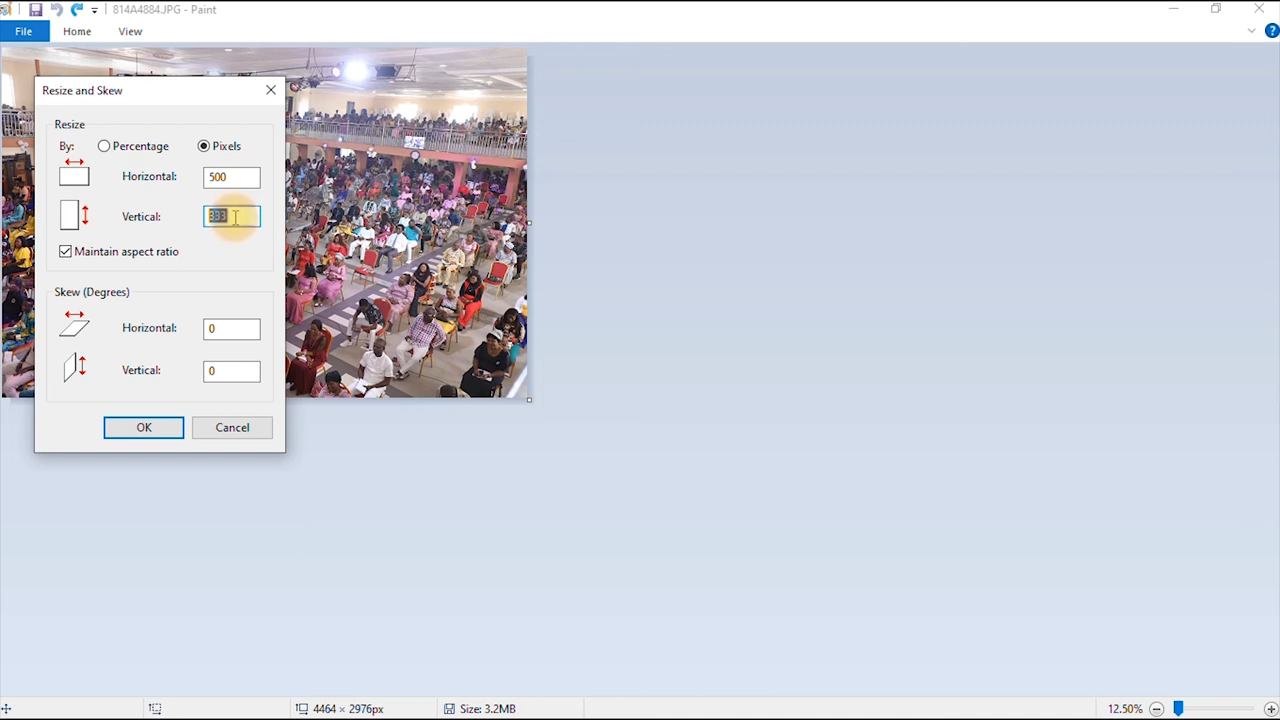 814A4884.JPG - Paint
File Home View
Resize and Skew
Resize
By: Percentage Pixels
Horizontal: 500
Vertical: 333
Maintain aspect ratio
Skew (Degrees)
Horizontal: 0
Vertical: 0
OK Cancel
4464 × 2976px Size: 3.2MB 12.50%